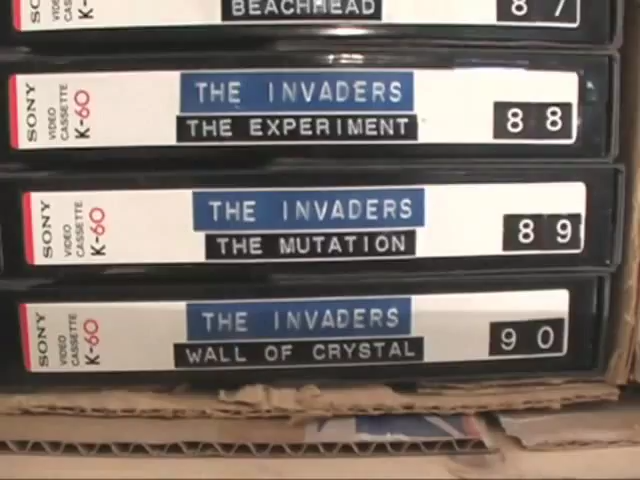 BEACHHEAD
8 7
SONY
VIDEO
CASSETTE
K-60
THE INVADERS
THE EXPERIMENT
8 8
SONY
VIDEO
CASSETTE
K-60
THE INVADERS
THE MUTATION
8 9
SONY
VIDEO
CASSETTE
K-60
THE INVADERS
WALL OF CRYSTAL
9 0